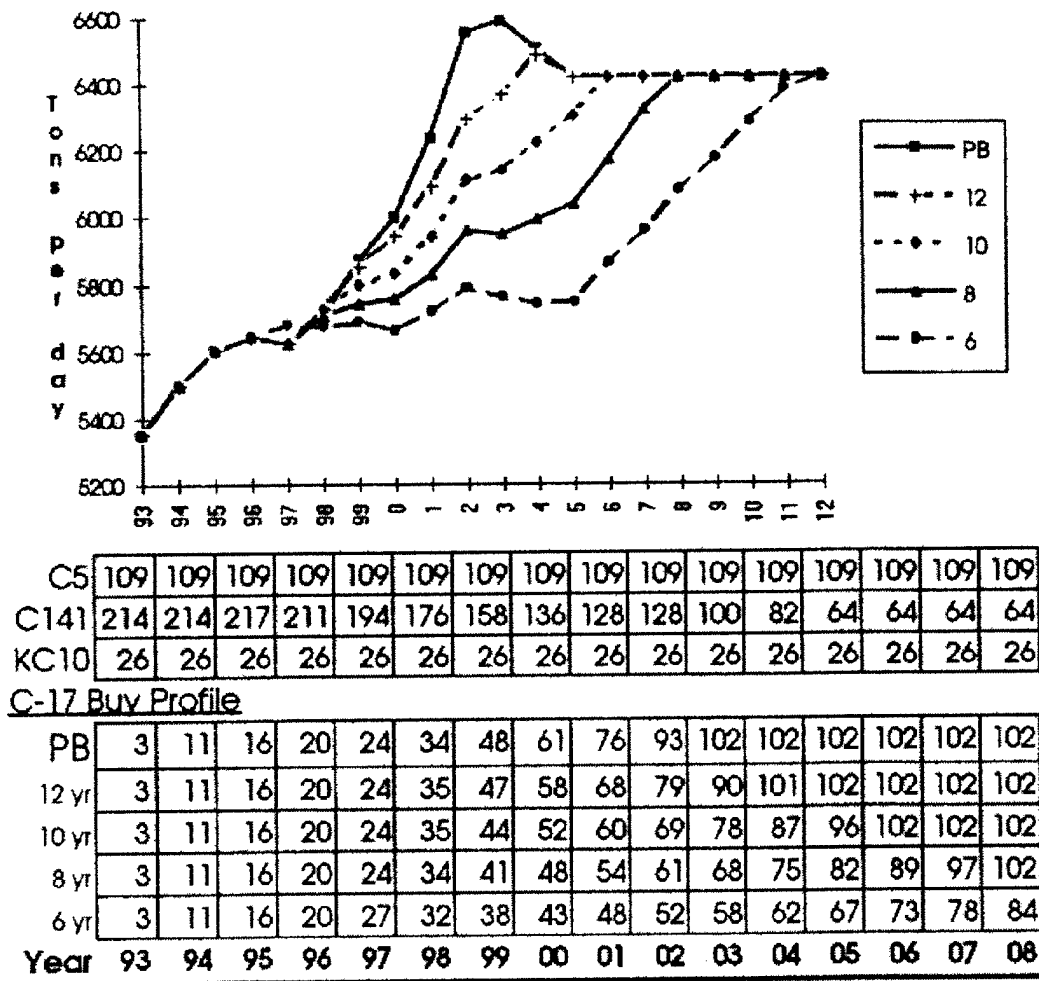 6600
6400
6200
6000
5800
5600
5400
5200
Tons per day
93 94 95 96 97 98 99 0 1 2 3 4 5 6 7 8 9 10 11 12
PB
12
10
8
6
C5 109 109 109 109 109 109 109 109 109 109 109 109 109 109 109 109
C141 214 214 217 211 194 176 158 136 128 128 100 82 64 64 64 64
KC10 26 26 26 26 26 26 26 26 26 26 26 26 26 26 26 26
C-17 Buy Profile
PB 3 11 16 20 24 34 48 61 76 93 102 102 102 102 102 102
12 yr 3 11 16 20 24 35 47 58 68 79 90 101 102 102 102 102
10 yr 3 11 16 20 24 35 44 52 60 69 78 87 96 102 102 102
8 yr 3 11 16 20 24 34 41 48 54 61 68 75 82 89 97 102
6 yr 3 11 16 20 27 32 38 43 48 52 58 62 67 73 78 84
Year 93 94 95 96 97 98 99 00 01 02 03 04 05 06 07 08